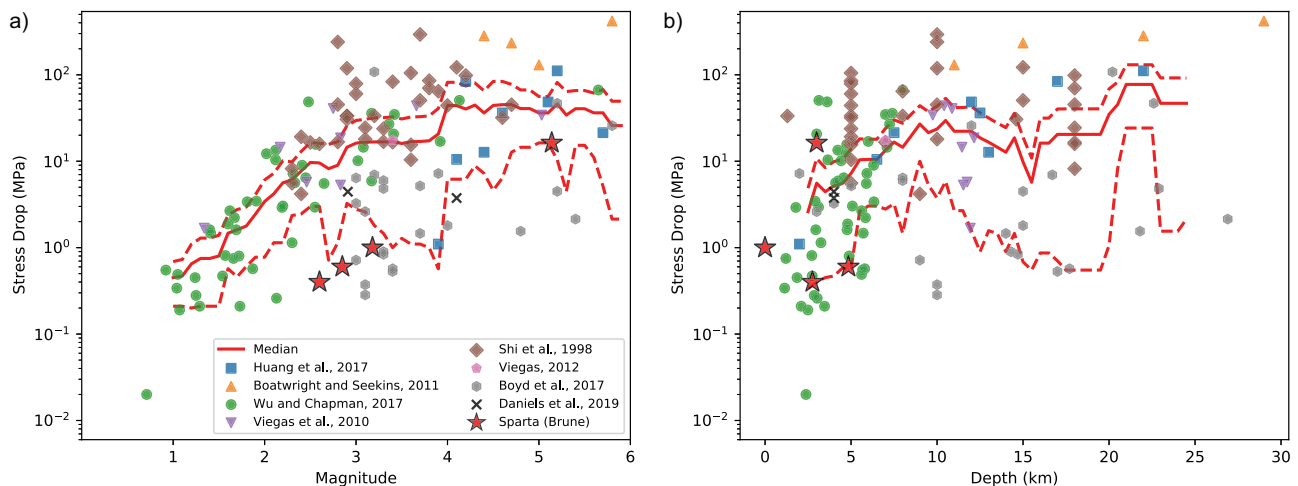 a)
b)
Stress Drop (MPa)
10²
10¹
10⁰
10⁻¹
10⁻²
Median
Huang et al., 2017
Boatwright and Seekins, 2011
Wu and Chapman, 2017
Viegas et al., 2010
Shi et al., 1998
Viegas, 2012
Boyd et al., 2017
Daniels et al., 2019
Sparta (Brune)
1 2 3 4 5 6
Magnitude
Stress Drop (MPa)
10²
10¹
10⁰
10⁻¹
10⁻²
0 5 10 15 20 25 30
Depth (km)